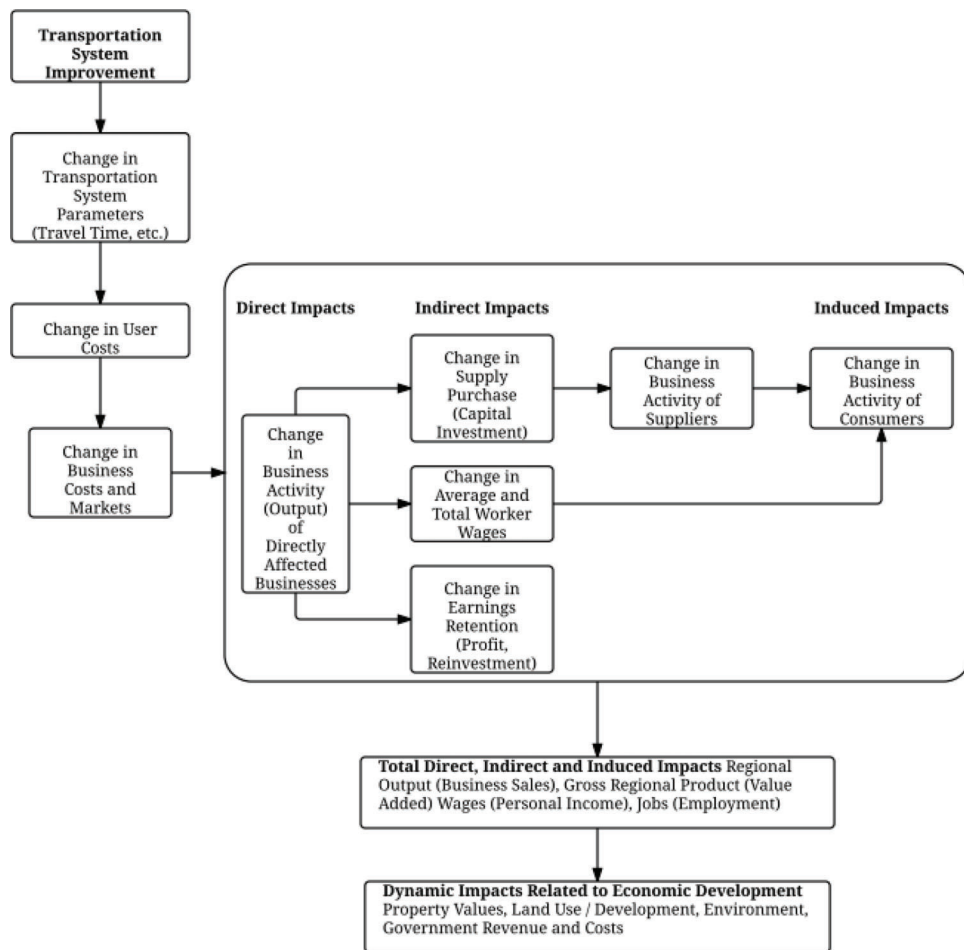 Transportation
System
Improvement
Change in
Transportation
System
Parameters
(Travel Time, etc.)
Change in User
Costs
Change in
Business
Costs and
Markets
Direct Impacts
Indirect Impacts
Induced Impacts
Change
in
Business
Activity
(Output)
of
Directly
Affected
Businesses
Change in
Supply
Purchase
(Capital
Investment)
Change in
Business
Activity of
Suppliers
Change in
Business
Activity of
Consumers
Change in
Average and
Total Worker
Wages
Change in
Earnings
Retention
(Profit,
Reinvestment)
Total Direct, Indirect and Induced Impacts Regional
Output (Business Sales), Gross Regional Product (Value
Added) Wages (Personal Income), Jobs (Employment)
Dynamic Impacts Related to Economic Development
Property Values, Land Use / Development, Environment,
Government Revenue and Costs